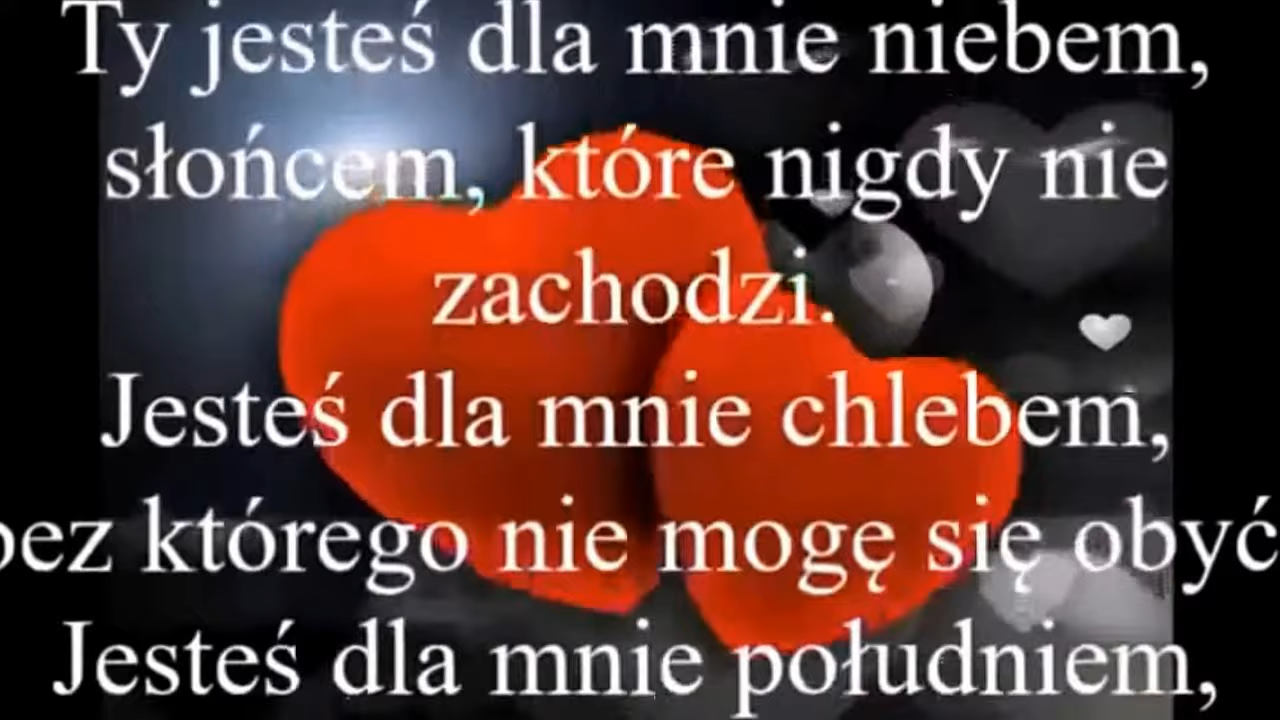 Ty jesteś dla mnie niebem,
słońcem, które nigdy nie
zachodzi.
Jesteś dla mnie chlebem,
bez którego nie mogę się obyć
Jesteś dla mnie południem,